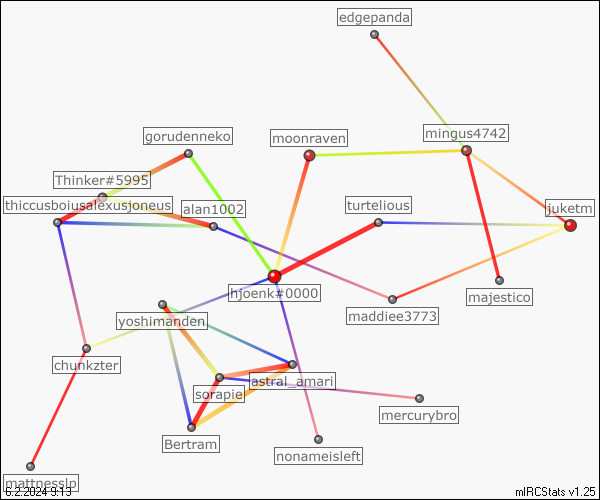 edgepanda
mingus4742
gorudenneko
moonraven
Thinker#5995
thiccusboiusalexusjoneus
alan1002
turtelious
juketm
hjoenk#0000
majestico
maddiee3773
yoshimanden
chunkzter
astral_amari
sorapie
mercurybro
Bertram
nonameisleft
mattnesslp
6.2.2024 9:13
mIRCStats v1.25